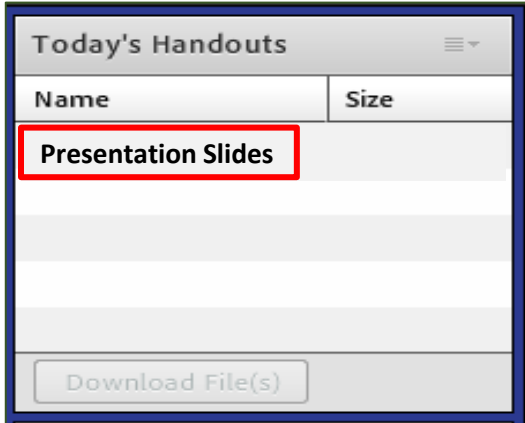 Today's Handouts
Name Size
Presentation Slides
Download File(s)